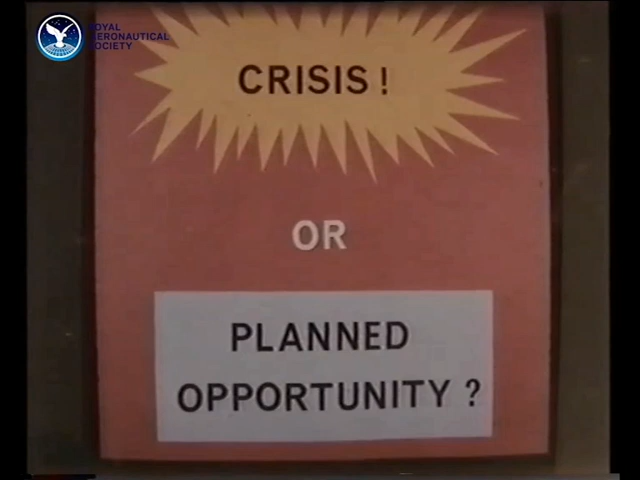 ROYAL
AERONAUTICAL
SOCIETY
CRISIS !
OR
PLANNED
OPPORTUNITY ?